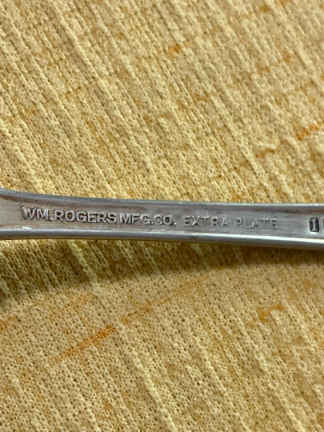 WM.ROGERS MFG.CO. EXTRA PLATE